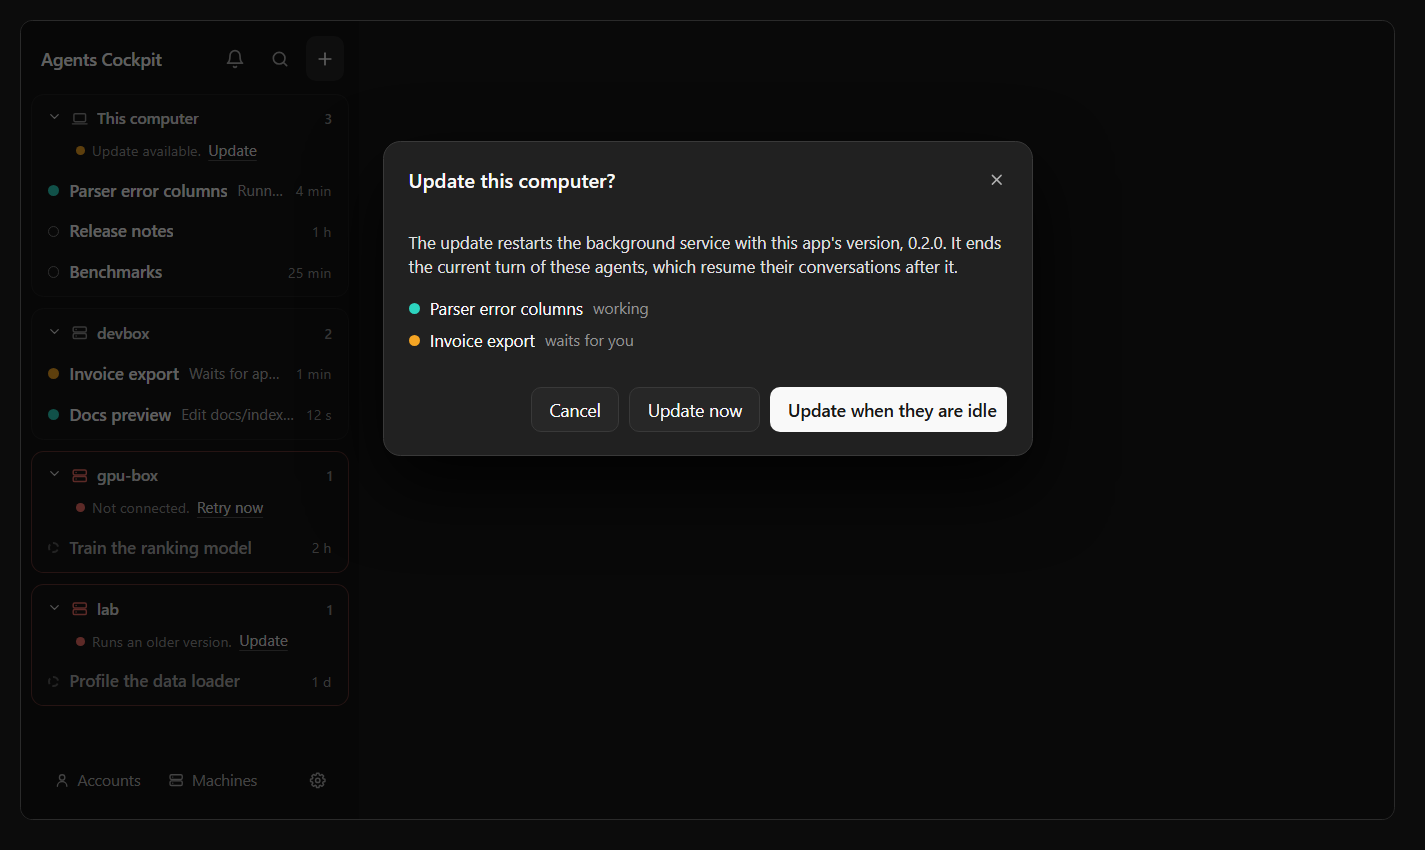 Agents Cockpit
This computer 3
Update available. Update
Parser error columns Runn... 4 min
Release notes 1 h
Benchmarks 25 min
devbox 2
Invoice export Waits for ap... 1 min
Docs preview Edit docs/index... 12 s
gpu-box 1
Not connected. Retry now
Train the ranking model 2 h
lab 1
Runs an older version. Update
Profile the data loader 1 d
Accounts Machines
Update this computer?
The update restarts the background service with this app's version, 0.2.0. It ends
the current turn of these agents, which resume their conversations after it.
Parser error columns working
Invoice export waits for you
Cancel Update now Update when they are idle